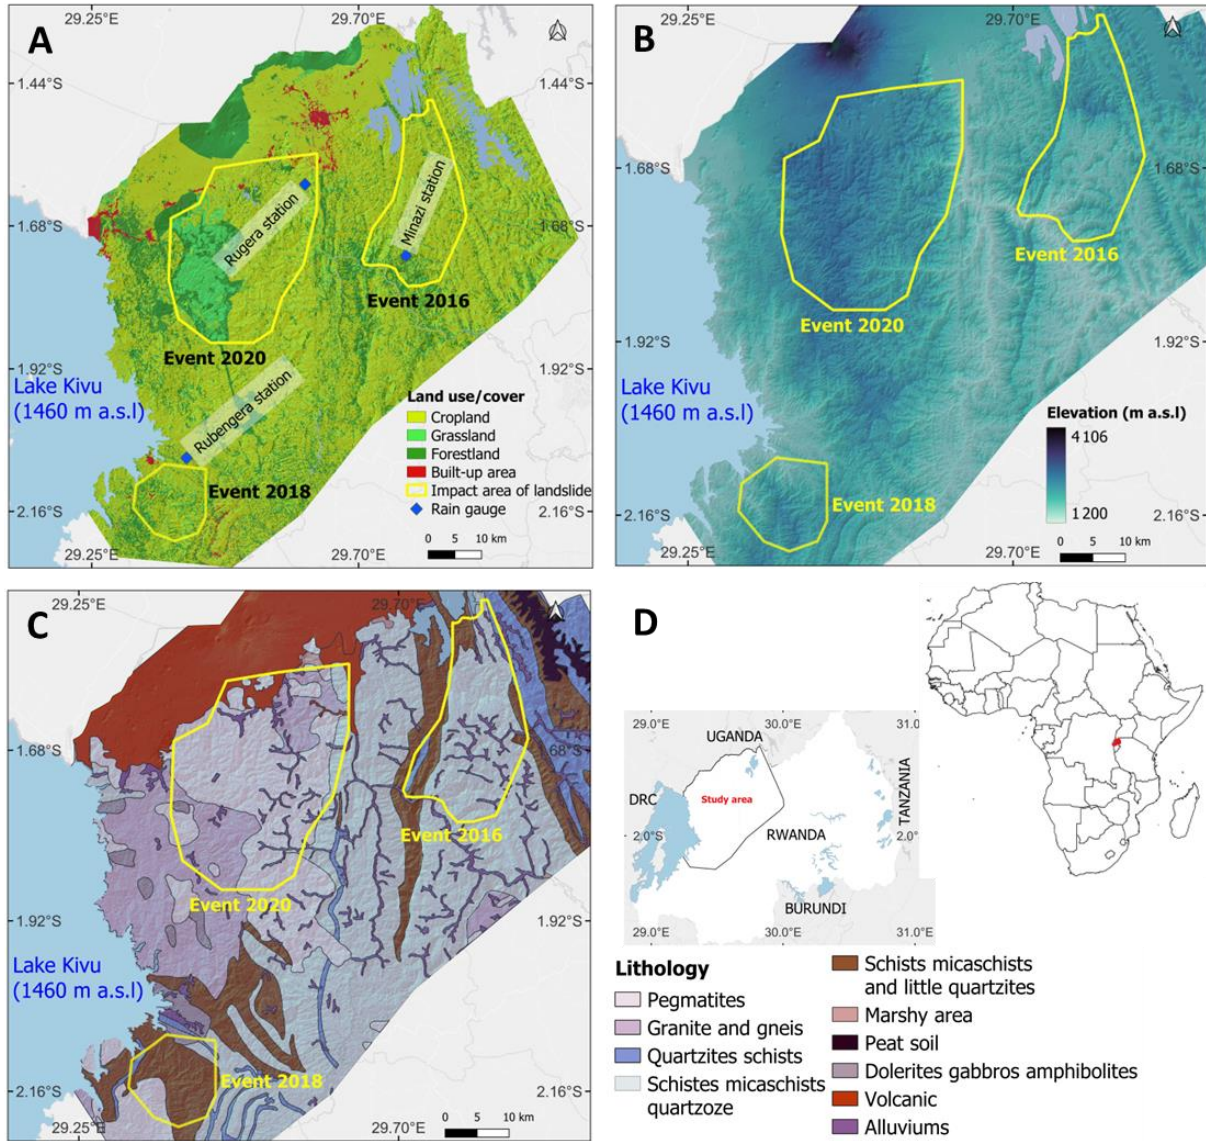 A
29.25°E
29.70°E
1.44°S
1.44°S
1.68°S
1.68°S
1.92°S
1.92°S
2.16°S
2.16°S
29.25°E
29.70°E
Rugera station
Minazi station
Rubengera station
Event 2016
Event 2020
Event 2018
Lake Kivu
(1460 m a.s.l)
Land use/cover
Cropland
Grassland
Forestland
Built-up area
Impact area of landslide
Rain gauge
0 5 10 km
B
29.25°E
29.70°E
1.68°S
1.68°S
1.92°S
1.92°S
2.16°S
2.16°S
29.25°E
29.70°E
Event 2016
Event 2020
Event 2018
Lake Kivu
(1460 m a.s.l)
Elevation (m a.s.l)
4 106
1 200
0 5 10 km
C
29.25°E
29.70°E
1.68°S
1.68°S
1.92°S
1.92°S
2.16°S
2.16°S
29.25°E
29.70°E
Event 2016
Event 2020
Event 2018
Lake Kivu
(1460 m a.s.l)
0 5 10 km
D
29.0°E
30.0°E
31.0
UGANDA
DRC
Study area
TANZANIA
2.0°S
2.0°
RWANDA
BURUNDI
29.0°E
30.0°E
31.0°E
Lithology
Pegmatites
Granite and gneis
Quartzites schists
Schistes micaschists
quartzoze
Schists micaschists
and little quartzites
Marshy area
Peat soil
Dolerites gabbros amphibolites
Volcanic
Alluviums